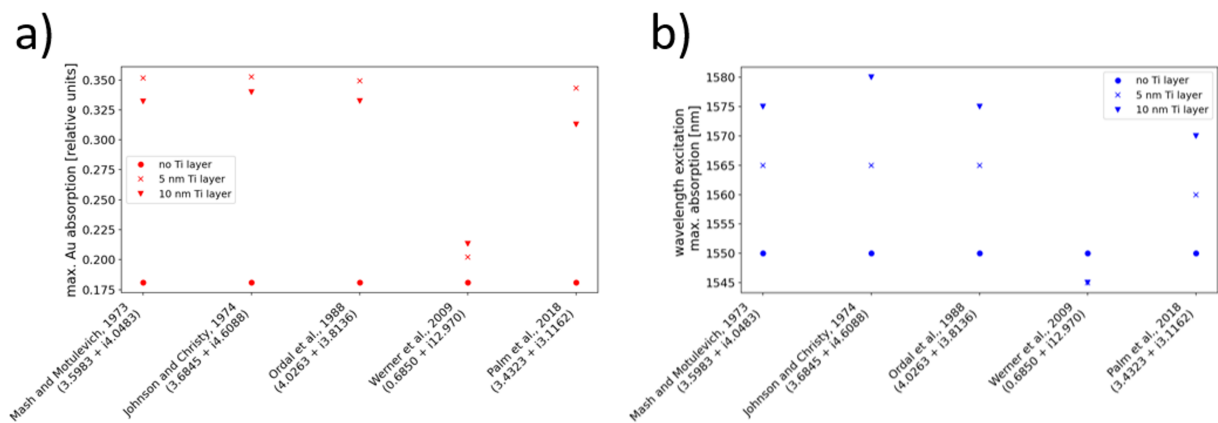 a)
max. Au absorption [relative units]
0.350
0.325
0.300
0.275
0.250
0.225
0.200
0.175
no Ti layer
5 nm Ti layer
10 nm Ti layer
Mash and Motulevich, 1973
(3.5983 + i4.0483)
Johnson and Christy, 1974
(3.6845 + i4.6088)
Ordal et al., 1988
(4.0263 + i3.8136)
Werner et al., 2009
(0.6850 + i12.970)
Palm et al., 2018
(3.4323 + i3.1162)
b)
wavelength excitation
max. absorption [nm]
1580
1575
1570
1565
1560
1555
1550
1545
no Ti layer
5 nm Ti layer
10 nm Ti layer
Mash and Motulevich, 1973
(3.5983 + i4.0483)
Johnson and Christy, 1974
(3.6845 + i4.6088)
Ordal et al., 1988
(4.0263 + i3.8136)
Werner et al., 2009
(0.6850 + i12.970)
Palm et al., 2018
(3.4323 + i3.1162)